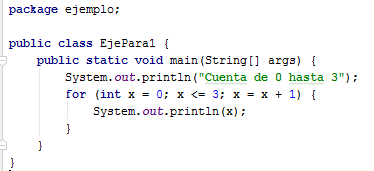 package ejemplo;
public class EjePara1 {
public static void main(String[] args) {
System.out.println("Cuenta de 0 hasta 3");
for (int x = 0; x <= 3; x = x + 1) {
System.out.println(x);
}
}
}